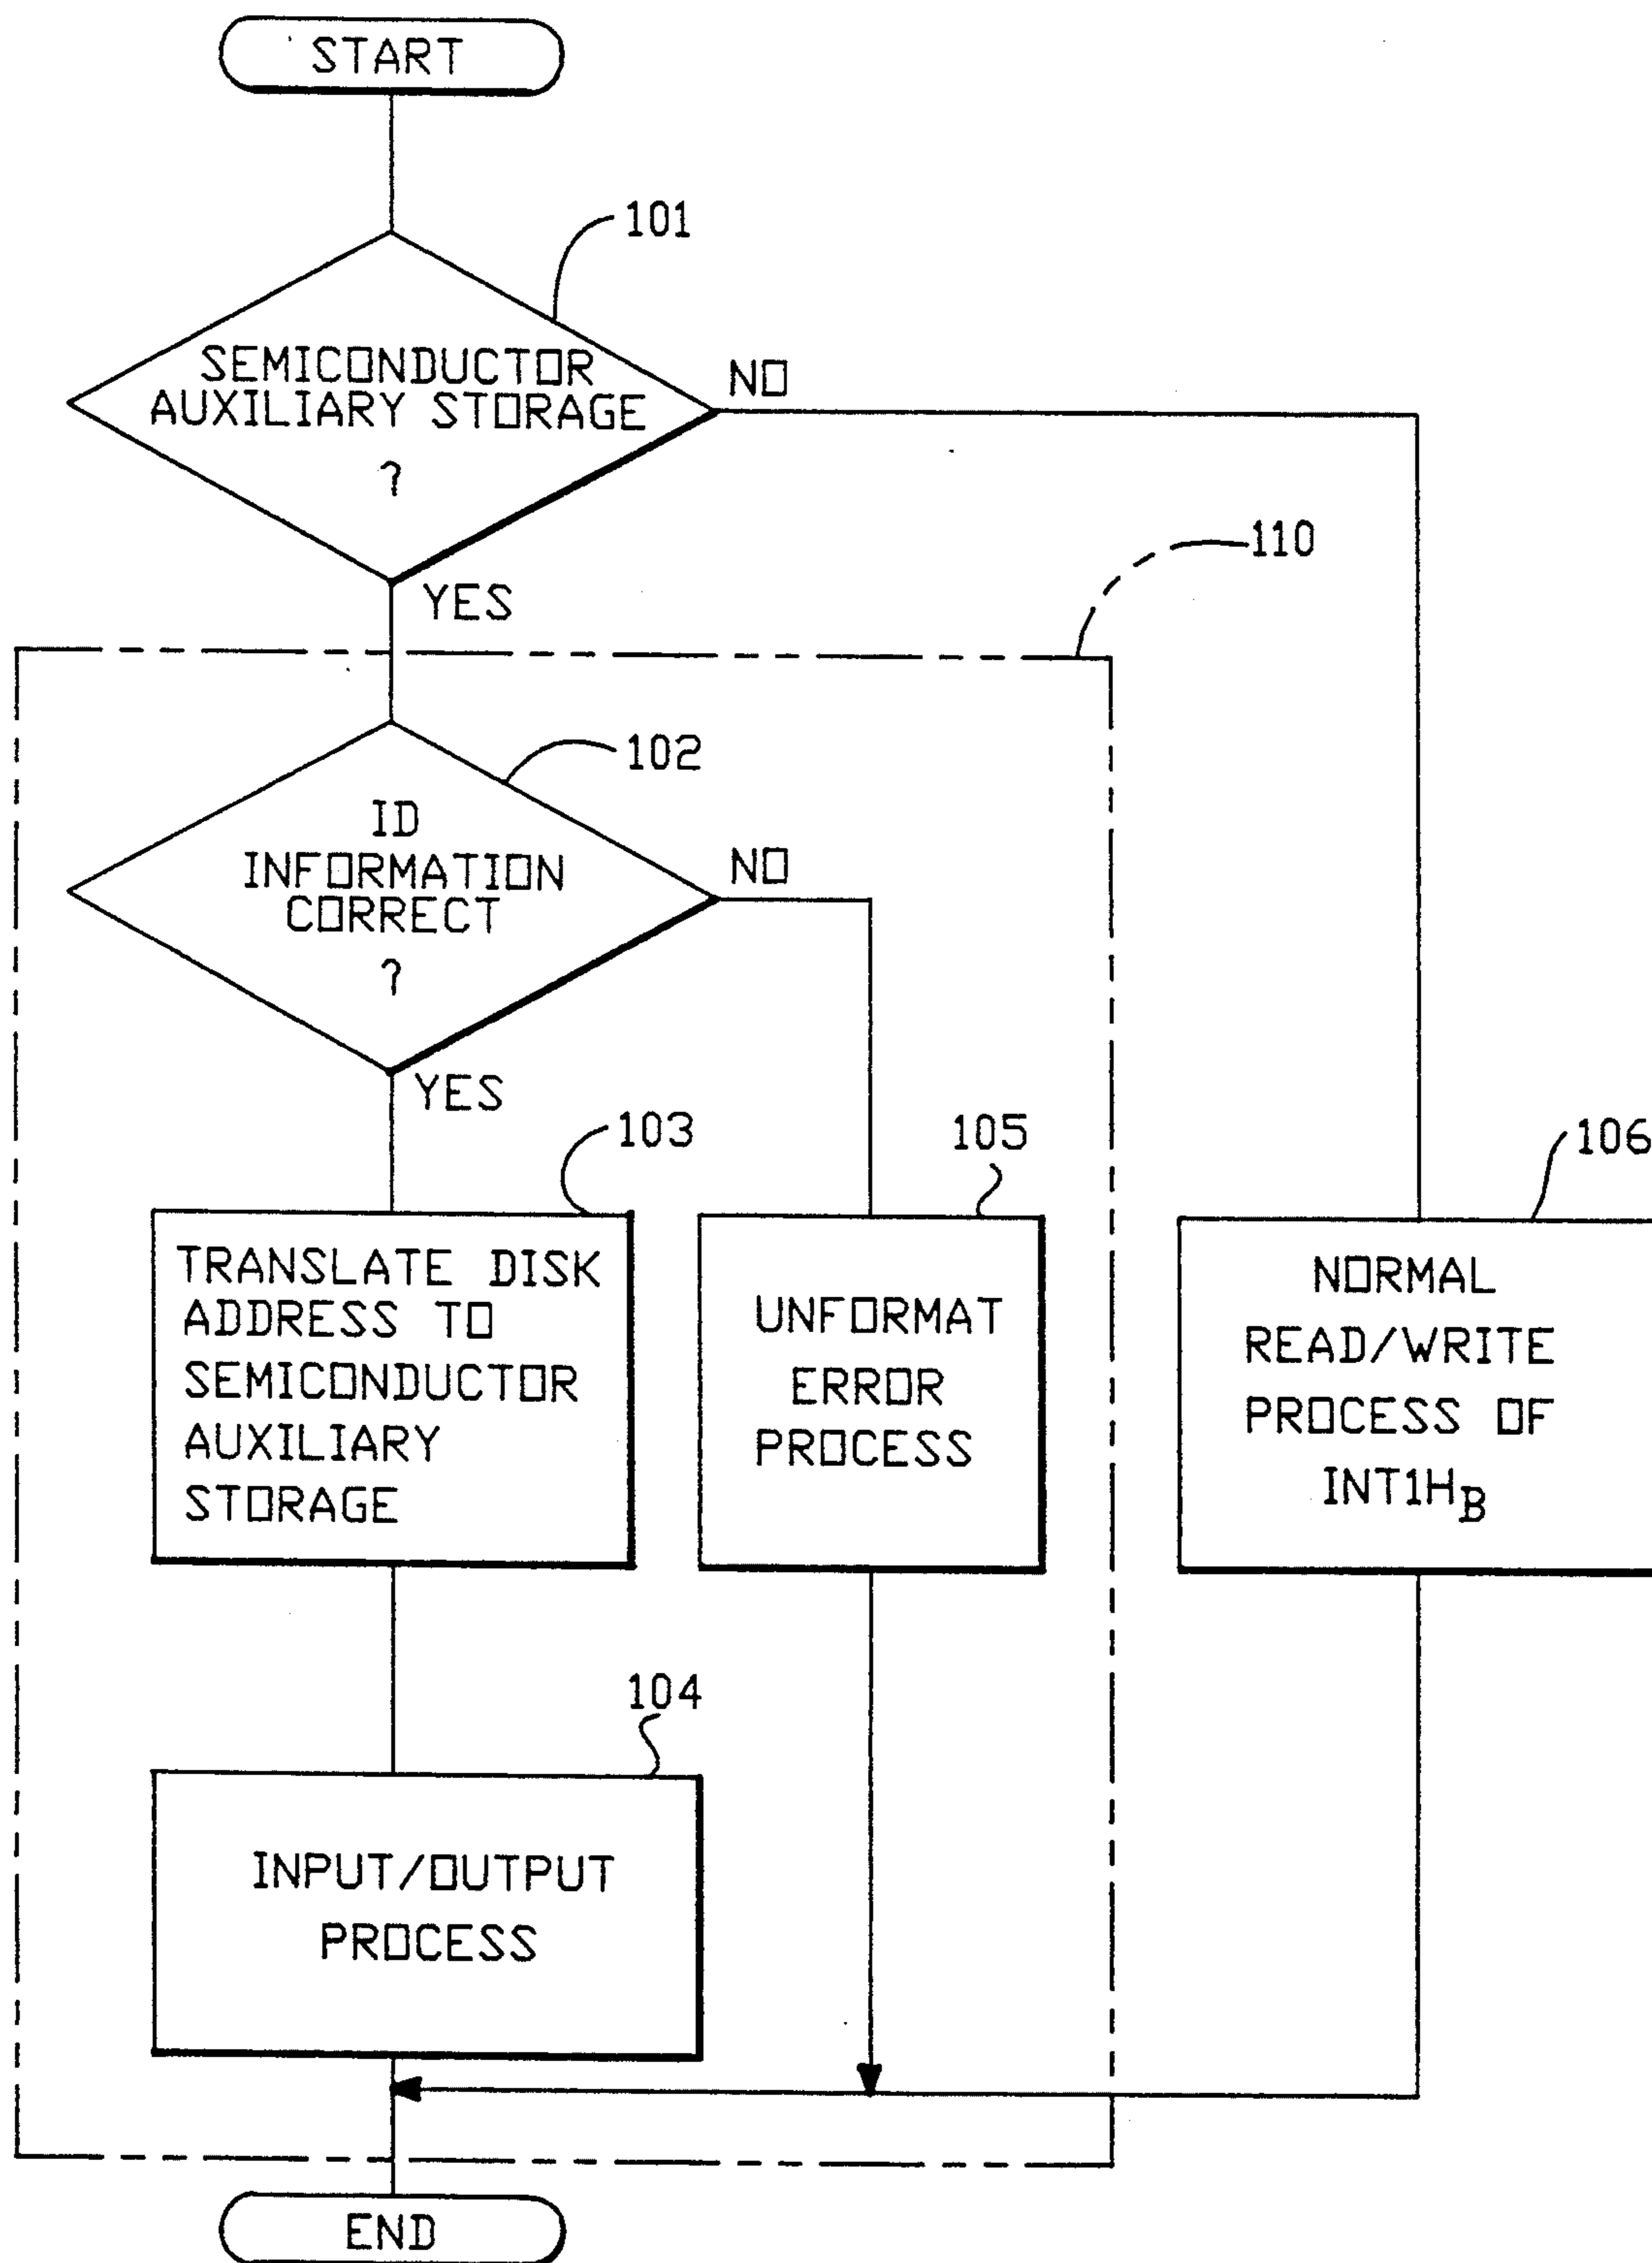 START
101
SEMICONDUCTOR
AUXILIARY STORAGE
?
NO
YES
110
102
ID
INFORMATION
CORRECT
?
NO
YES
103
TRANSLATE DISK
ADDRESS TO
SEMICONDUCTOR
AUXILIARY
STORAGE
105
UNFORMAT
ERROR
PROCESS
106
NORMAL
READ/WRITE
PROCESS OF
INT1H_B
104
INPUT/OUTPUT
PROCESS
END